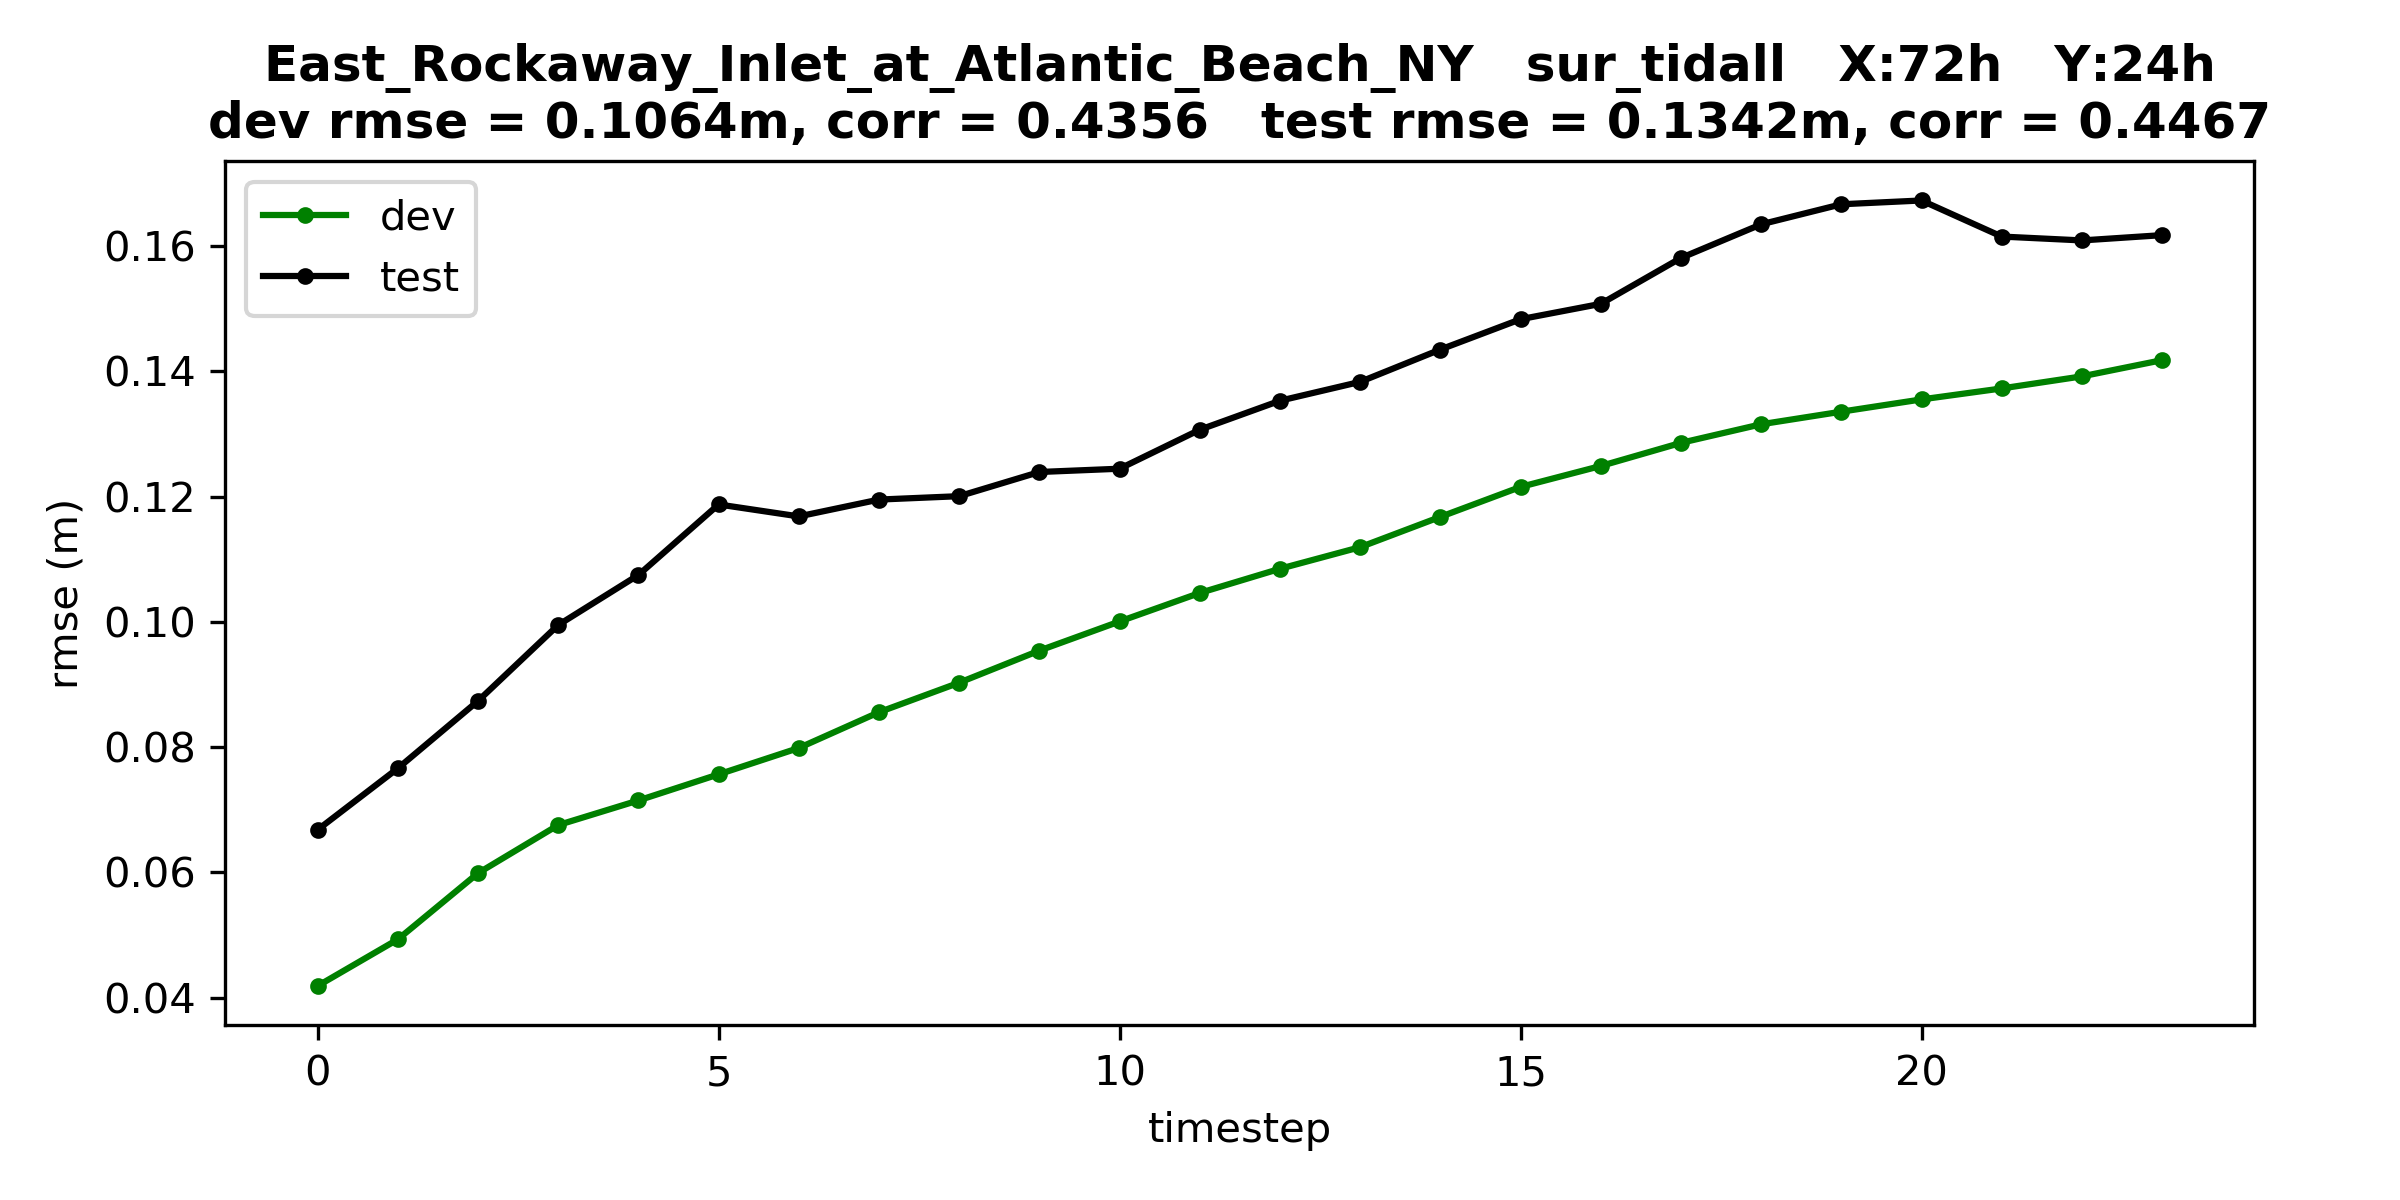 East_Rockaway_Inlet_at_Atlantic_Beach_NY sur_tidall X:72h Y:24h
dev rmse = 0.1064m, corr = 0.4356 test rmse = 0.1342m, corr = 0.4467
dev
test
0.16
0.14
0.12
0.10
0.08
0.06
0.04
rmse (m)
0 5 10 15 20
timestep